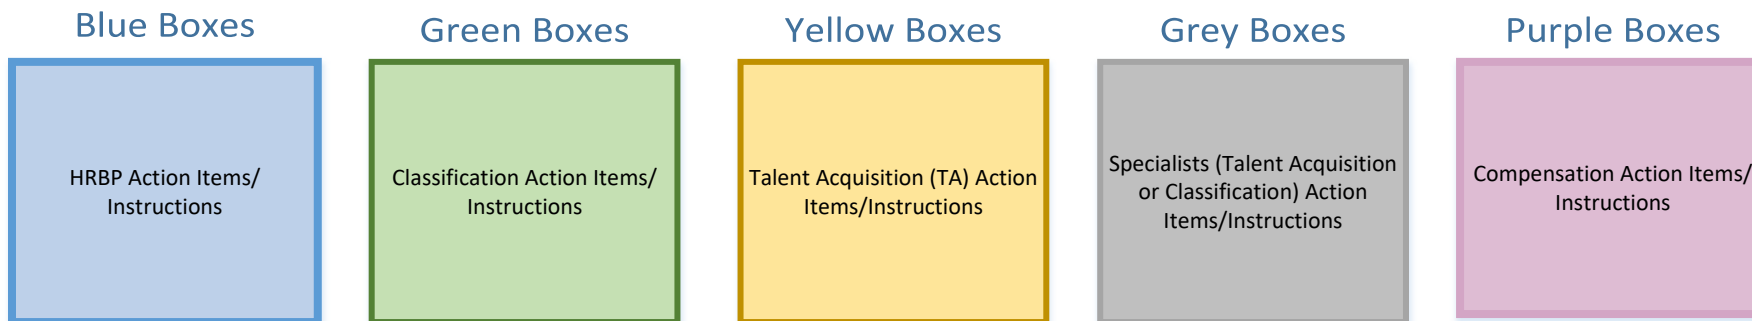 Blue Boxes
Green Boxes
Yellow Boxes
Grey Boxes
Purple Boxes
HRBP Action Items/
Instructions
Classification Action Items/
Instructions
Talent Acquisition (TA) Action
Items/Instructions
Specialists (Talent Acquisition
or Classification) Action
Items/Instructions
Compensation Action Items/
Instructions